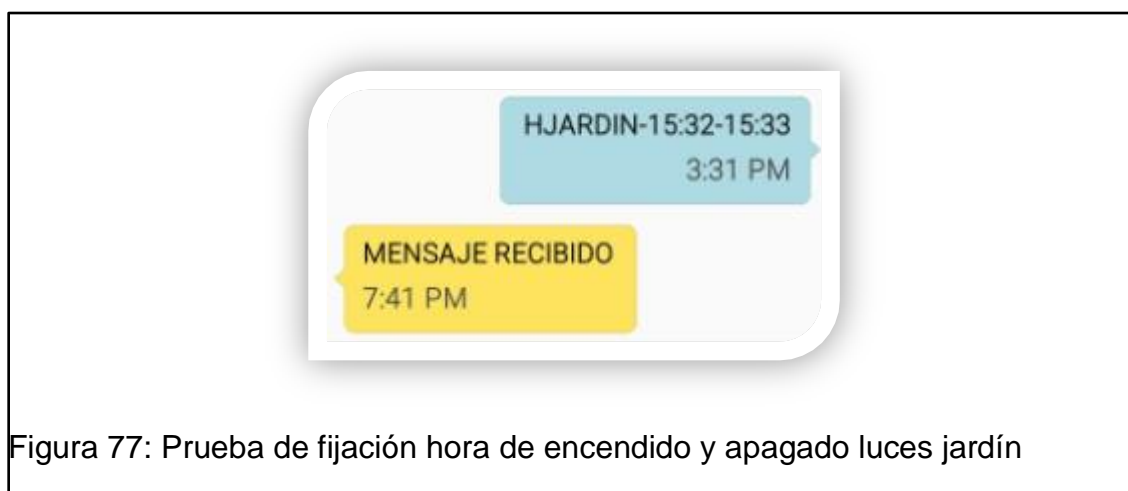 HJARDIN-15:32-15:33
3:31 PM
MENSAJE RECIBIDO
7:41 PM
Figura 77: Prueba de fijación hora de encendido y apagado luces jardín